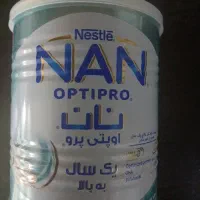 Nestlé
NAN
OPTIPRO.
نان
اوپتی پرو.
یک سال
به بالا